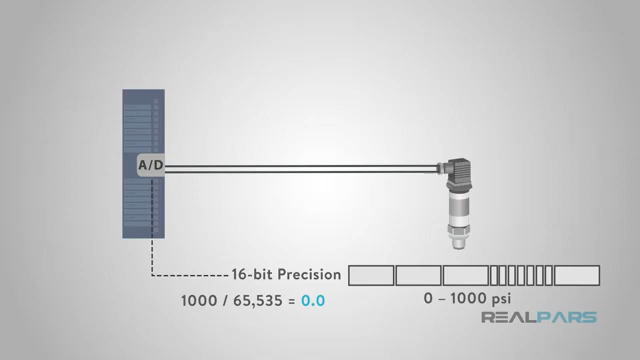 A/D
16-bit Precision
1000 / 65,535 = 0.0
0 – 1000 psi
REALPARS